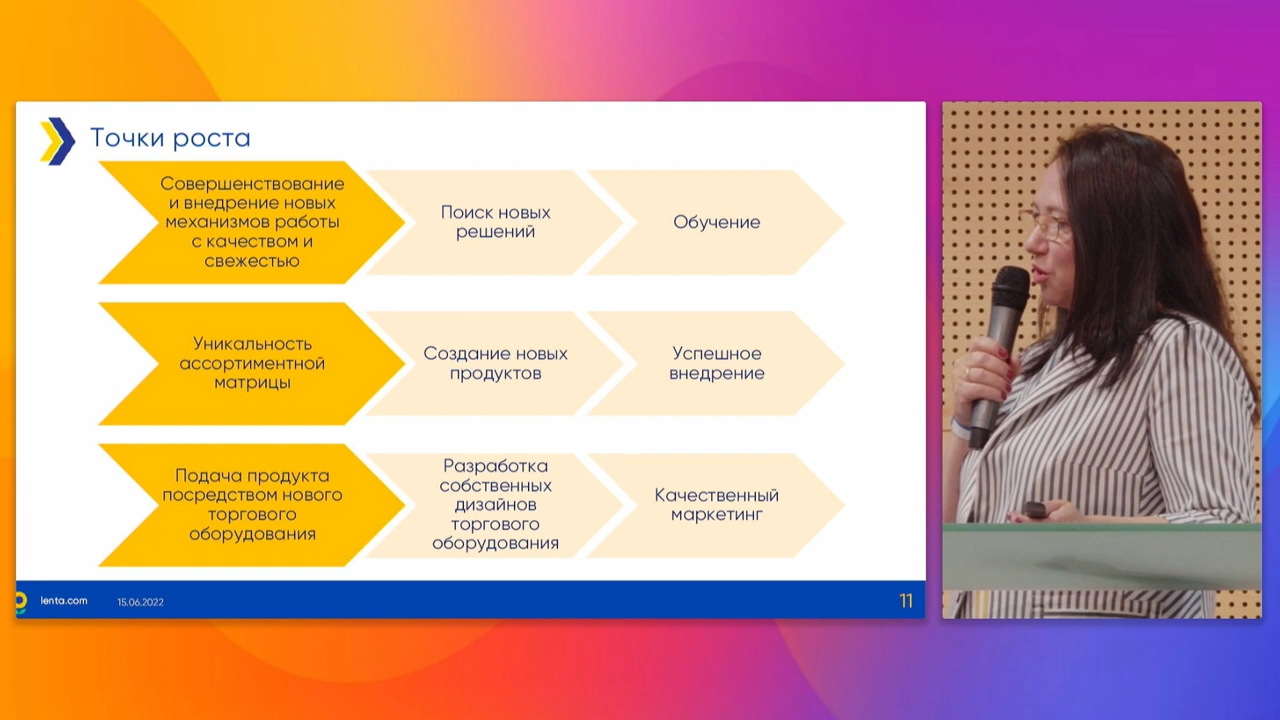 Точки роста
Совершенствование
и внедрение новых
механизмов работы
с качеством и
свежестью
Поиск новых
решений
Обучение
Уникальность
ассортиментной
матрицы
Создание новых
продуктов
Успешное
внедрение
Подача продукта
посредством нового
торгового
оборудования
Разработка
собственных
дизайнов
торгового
оборудования
Качественный
маркетинг
lenta.com
15.06.2022
11